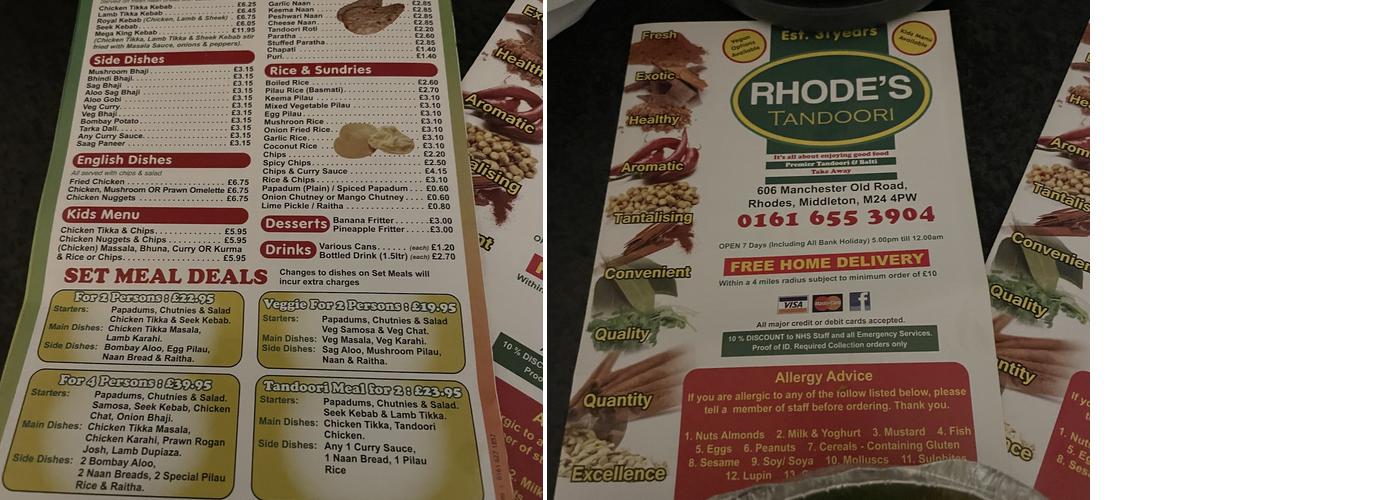 Chicken Tikka Kebab £6.25
Lamb Tikka Kebab £6.45
Royal Kebab (Chicken, Lamb & Sheek) £6.75
Seek Kebab £6.05
Mega King Kebab £11.95
(Chicken Kebab, Lamb Tikka & Seek Kebab stir
fried with Masala Sauce, onions & peppers).
Side Dishes
Mushroom Bhaji £3.15
Bhindi Bhaji £3.15
Sag Bhaji £3.15
Aloo Sag Bhaji £3.15
Aloo Gobi £3.15
Veg Curry £3.15
Veg Bhaji £3.15
Bombay Potato £3.15
Tarka Dall £3.15
Any Curry Sauce £3.15
Saag Paneer £3.15
English Dishes
All served with chips & salad
Fried Chicken £6.75
Chicken, Mushroom OR Prawn Omelette £6.75
Chicken Nuggets £6.75
Kids Menu
Chicken Tikka & Chips £5.95
Chicken Nuggets & Chips £5.95
(Chicken) Massala, Bhuna, Curry OR Kurma
& Rice or Chips £5.95
Garlic Naan £2.85
Keema Naan £2.85
Peshwari Naan £2.85
Cheese Naan £2.85
Tandoori Roti £2.20
Paratha £2.60
Stuffed Paratha £2.85
Chapati £1.40
Puri £1.40
Rice & Sundries
Boiled Rice £2.60
Pilau Rice (Basmati) £2.70
Keema Pilau £3.10
Mixed Vegetable Pilau £3.10
Egg Pilau £3.10
Mushroon Rice £3.10
Onion Fried Rice £3.10
Garlic Rice £3.10
Coconut Rice £3.10
Chips £2.20
Spicy Chips £2.50
Chips & Curry Sauce £4.15
Rice & Chips £3.10
Papadum (Plain) / Spiced Papadum £0.60
Onion Chutney or Mango Chutney £0.60
Lime Pickle / Raitha £0.80
Desserts
Banana Fritter £3.00
Pineapple Fritter £3.00
Drinks
Various Cans (each) £1.20
Bottled Drink (1.5ltr) (each) £2.70
SET MEAL DEALS
Changes to dishes on Set Meals will
incur extra charges
For 2 Persons : £22.95
Starters: Papadums, Chutnies & Salad
Chicken Tikka & Seek Kebab.
Main Dishes: Chicken Tikka Masala,
Lamb Karahi.
Side Dishes: Bombay Aloo, Egg Pilau,
Naan Bread & Raitha.
Veggie For 2 Persons : £19.95
Starters: Papadums, Chutnies & Salad
Veg Samosa & Veg Chat.
Main Dishes: Veg Masala, Veg Karahi.
Side Dishes: Sag Aloo, Mushroom Pilau,
Naan & Raitha.
For 4 Persons : £39.95
Starters: Papadums, Chutnies & Salad.
Samosa, Seek Kebab, Chicken
Chat, Onion Bhaji.
Main Dishes: Chicken Tikka Masala,
Chicken Karahi, Prawn Rogan
Josh, Lamb Dupiaza.
Side Dishes: 2 Bombay Aloo,
2 Naan Breads, 2 Special Pilau
Rice & Raitha.
Tandoori Meal for 2 : £23.95
Starters: Papadums, Chutnies & Salad.
Seek Kebab & Lamb Tikka.
Main Dishes: Chicken Tikka, Tandoori
Chicken.
Side Dishes: Any 1 Curry Sauce,
1 Naan Bread, 1 Pilau
Rice
Aromatic
10 % DISC
Fresh
Exotic
Healthy
Aromatic
Tantalising
Convenient
Quality
Quantity
Excellence
Vegan
Options
Available
Est. 31 years
Kids Menu
Available
RHODE'S
TANDOORI
It's all about enjoying good food
Premier Tandoori & Balti
Take Away
606 Manchester Old Road,
Rhodes, Middleton, M24 4PW
0161 655 3904
OPEN 7 Days (Including All Bank Holiday) 5.00pm till 12.00am
FREE HOME DELIVERY
Within a 4 miles radius subject to minimum order of £10
VISA MasterCard f
All major credit or debit cards accepted.
10 % DISCOUNT to NHS Staff and all Emergency Services.
Proof of ID. Required Collection orders only
Allergy Advice
If you are allergic to any of the follow listed below, please
tell a member of staff before ordering. Thank you.
1. Nuts Almonds 2. Milk & Yoghurt 3. Mustard 4. Fish
5. Eggs 6. Peanuts 7. Cereals - Containing Gluten
8. Sesame 9. Soy/ Soya 10. Molluscs 11. Sulphites
12. Lupin 13.
Convenient
Quality